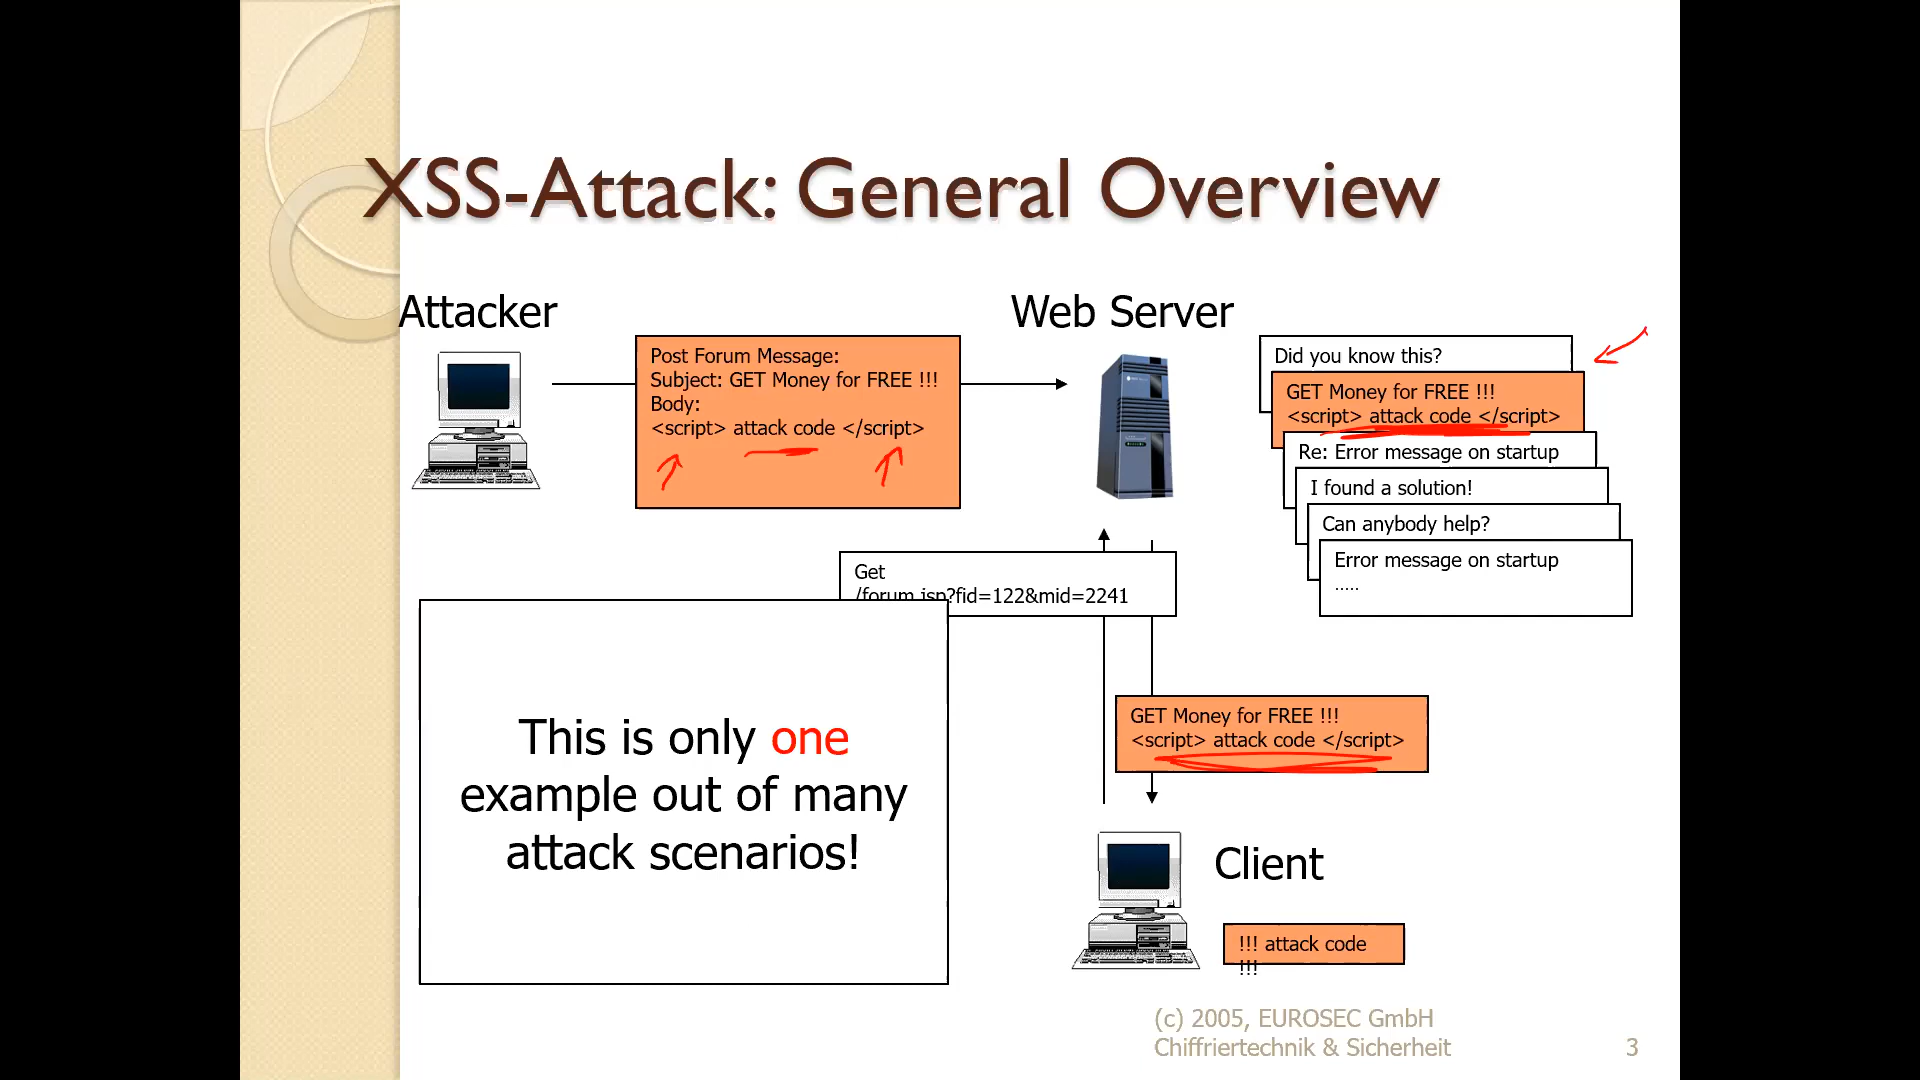 XSS-Attack: General Overview
Attacker
Web Server
Post Forum Message:
Subject: GET Money for FREE !!!
Body:
<script> attack code </script>
Did you know this?
GET Money for FREE !!!
<script> attack code </script>
Re: Error message on startup
I found a solution!
Can anybody help?
Error message on startup
.....
Get
/forum.jsp?fid=122&mid=2241
This is only one
example out of many
attack scenarios!
GET Money for FREE !!!
<script> attack code </script>
Client
!!! attack code
!!!
(c) 2005, EUROSEC GmbH
Chiffriertechnik & Sicherheit
3